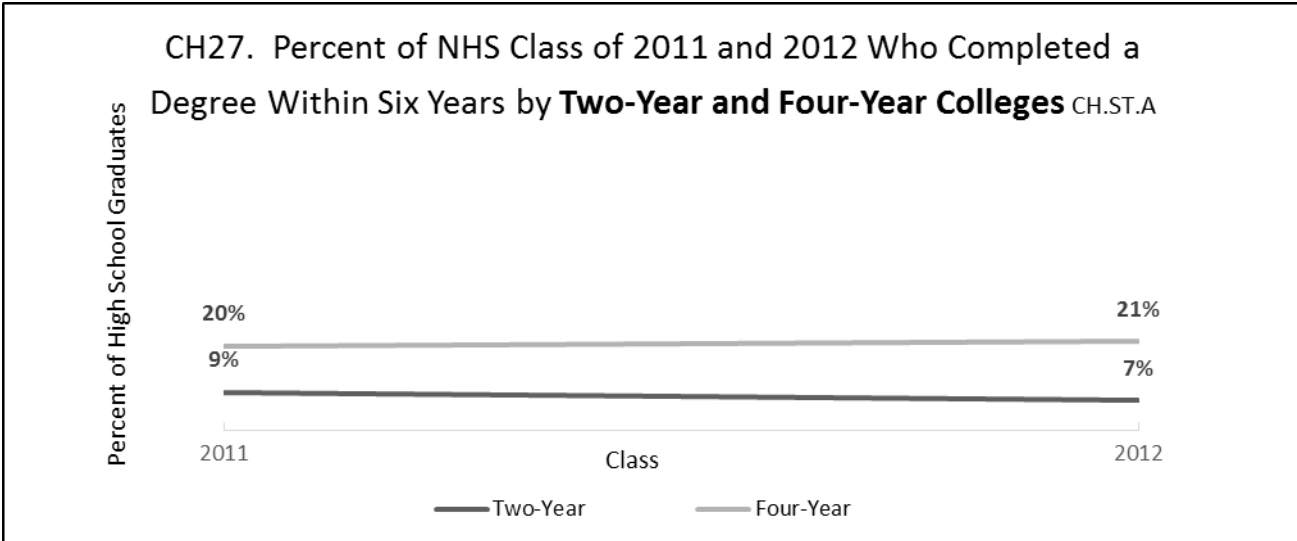 CH27.  Percent of NHS Class of 2011 and 2012 Who Completed a
Degree Within Six Years by Two-Year and Four-Year Colleges CH.ST.A
Percent of High School Graduates
20%
21%
9%
7%
2011
Class
2012
Two-Year
Four-Year